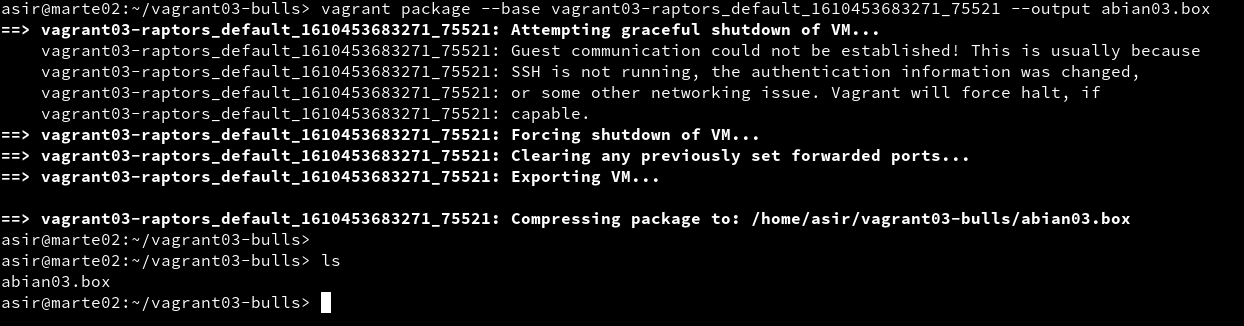 asir@marte02:~/vagrant03-bulls> vagrant package --base vagrant03-raptors_default_1610453683271_75521 --output abian03.box
==> vagrant03-raptors_default_1610453683271_75521: Attempting graceful shutdown of VM...
    vagrant03-raptors_default_1610453683271_75521: Guest communication could not be established! This is usually because
    vagrant03-raptors_default_1610453683271_75521: SSH is not running, the authentication information was changed,
    vagrant03-raptors_default_1610453683271_75521: or some other networking issue. Vagrant will force halt, if
    vagrant03-raptors_default_1610453683271_75521: capable.
==> vagrant03-raptors_default_1610453683271_75521: Forcing shutdown of VM...
==> vagrant03-raptors_default_1610453683271_75521: Clearing any previously set forwarded ports...
==> vagrant03-raptors_default_1610453683271_75521: Exporting VM...
==> vagrant03-raptors_default_1610453683271_75521: Compressing package to: /home/asir/vagrant03-bulls/abian03.box
asir@marte02:~/vagrant03-bulls>
asir@marte02:~/vagrant03-bulls> ls
abian03.box
asir@marte02:~/vagrant03-bulls>